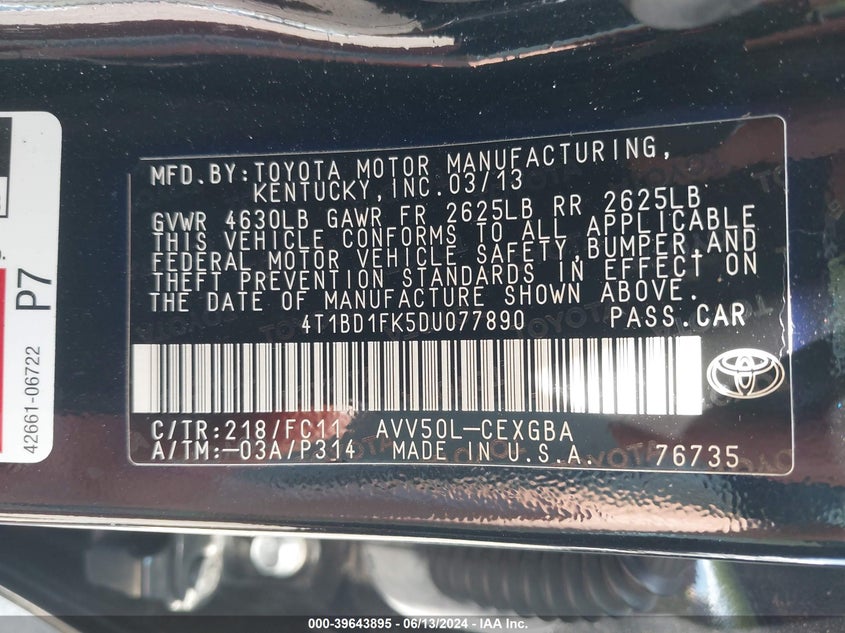 MFD.BY:TOYOTA MOTOR MANUFACTURING,
KENTUCKY,INC.03/13
GVWR 4630LB GAWR FR 2625LB RR 2625LB
THIS VEHICLE CONFORMS TO ALL APPLICABLE
FEDERAL MOTOR VEHICLE SAFETY,BUMPER,AND
THEFT PREVENTION STANDARDS IN EFFECT ON
THE DATE OF MANUFACTURE SHOWN ABOVE.
4T1BD1FK5DU077890 PASS.CAR
C/TR:218/FC11 AVV50L-CEXGBA
A/TM:-03A/P314 MADE IN U.S.A. 76735
P7
42661-06722
000-39643895 - 06/13/2024 - IAA Inc.